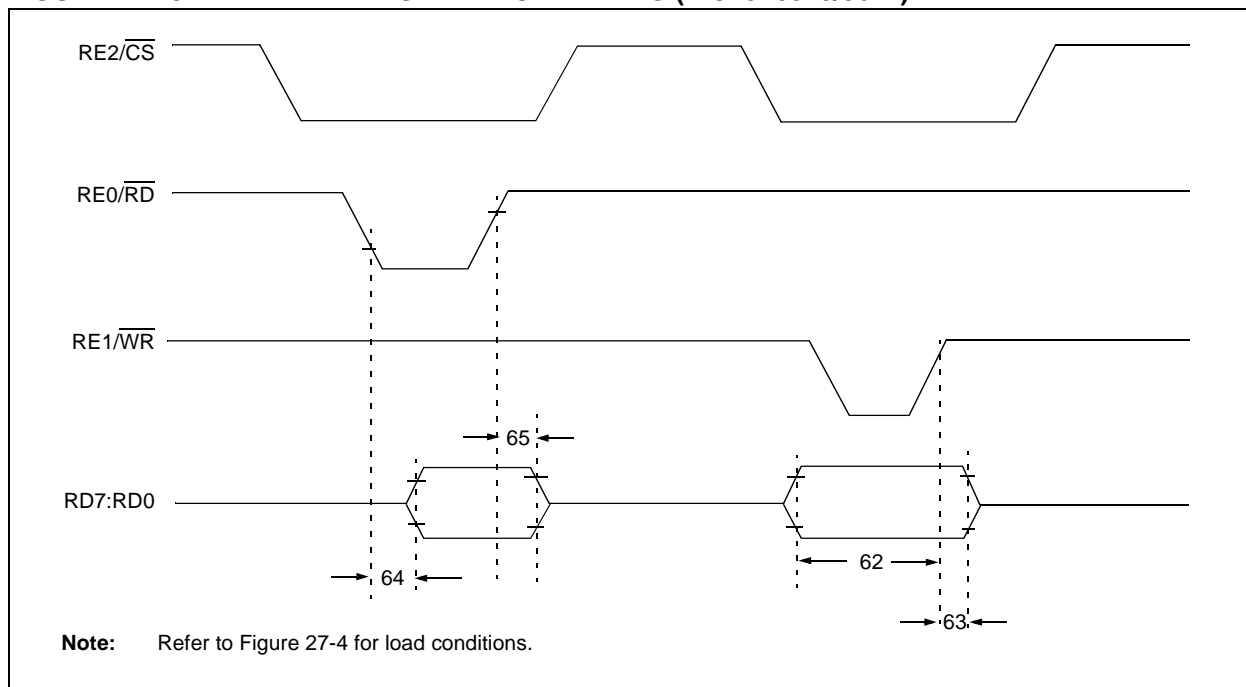 RE2/CS
RE0/RD
RE1/WR
65
RD7:RD0
62
64
63
Note: Refer to Figure 27-4 for load conditions.